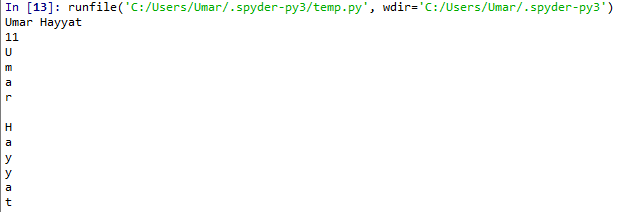 In [13]: runfile('C:/Users/Umar/.spyder-py3/temp.py', wdir='C:/Users/Umar/.spyder-py3')
Umar Hayyat
11
U
m
a
r

H
a
y
y
a
t